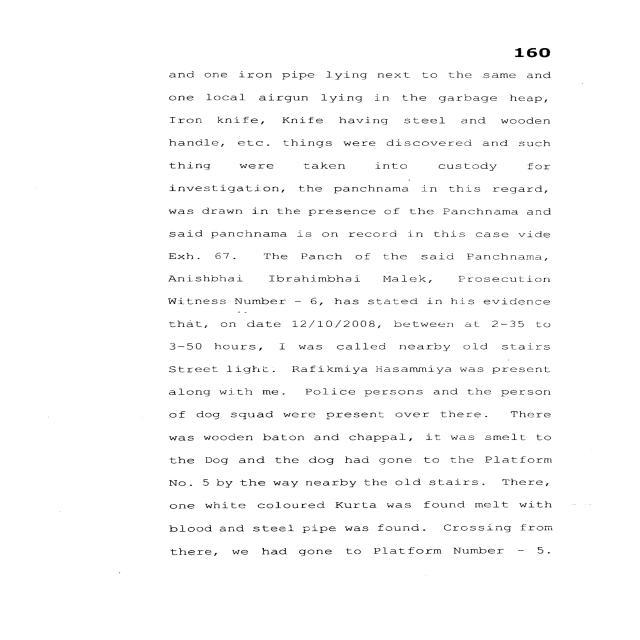 160
and one iron pipe lying next to the same and
one local airgun lying in the garbage heap,
Iron knife, Knife having steel and wooden
handle, etc. things were discovered and such
thing were taken into custody for
investigation, the panchnama in this regard,
was drawn in the presence of the Panchnama and
said panchnama is on record in this case vide
Exh. 67. The Panch of the said Panchnama,
Anishbhai Ibrahimbhai Malek, Prosecution
Witness Number - 6, has stated in his evidence
that, on date 12/10/2008, between at 2-35 to
3-50 hours, I was called nearby old stairs
Street light. Rafikmiya Hasammiya was present
along with me. Police persons and the person
of dog squad were present over there. There
was wooden baton and chappal, it was smelt to
the Dog and the dog had gone to the Platform
No. 5 by the way nearby the old stairs. There,
one white coloured Kurta was found melt with
blood and steel pipe was found. Crossing from
there, we had gone to Platform Number - 5.